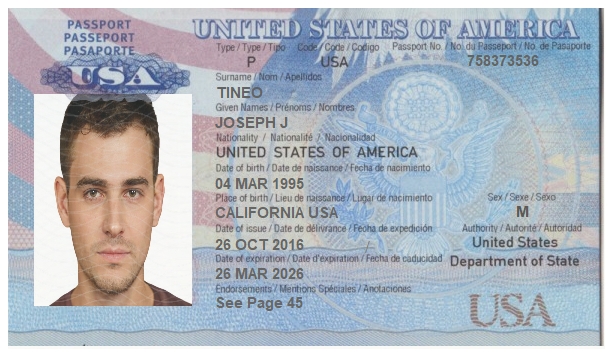 PASSPORT
PASSEPORT
PASAPORTE
USA
UNITED STATES OF AMERICA
Type / Type / Tipo Code / Code / Codigo Passport No. / No. du Passeport / No. de Pasaporte
P USA 758373536
Surname / Nom / Apellidos
TINEO
Given Names / Prénoms / Nombres
JOSEPH J
Nationality / Nationalité / Nacionalidad
UNITED STATES OF AMERICA
Date of birth / Date de naissance / Fecha de nacimiento
04 MAR 1995
Place of birth / Lieu de naissance / Lugar de nacimiento Sex / Sexe / Sexo
CALIFORNIA USA M
Date of issue / Date de délivrance / Fecha de expedición Authority / Autorité / Autoridad
26 OCT 2016 United States
Date of expiration / Date d'expiration / Fecha de caducidad Department of State
26 MAR 2026
Endorsements / Mentions Spéciales / Anotaciones
See Page 45
USA